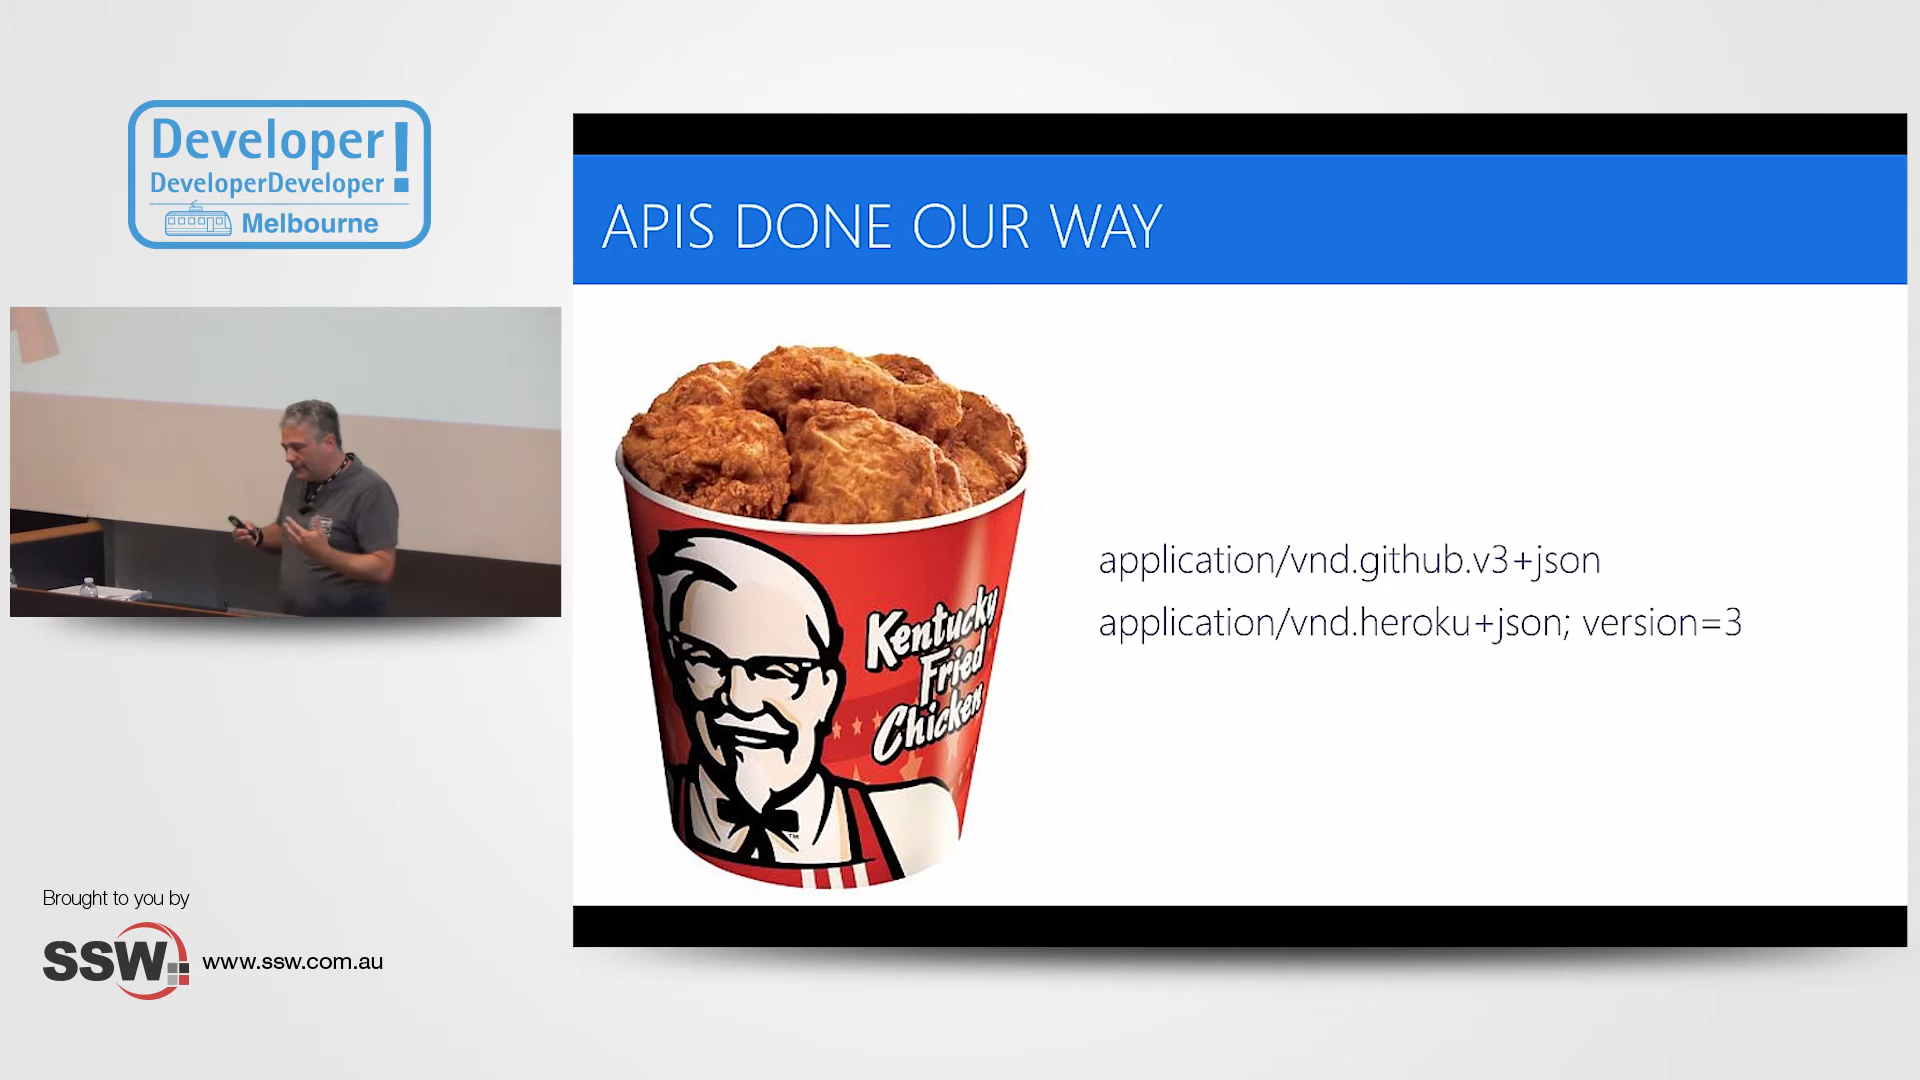 Developer!
DeveloperDeveloper
Melbourne
APIS DONE OUR WAY
Kentucky
Fried
Chicken
TM
application/vnd.github.v3+json
application/vnd.heroku+json; version=3
Brought to you by
SSW
www.ssw.com.au